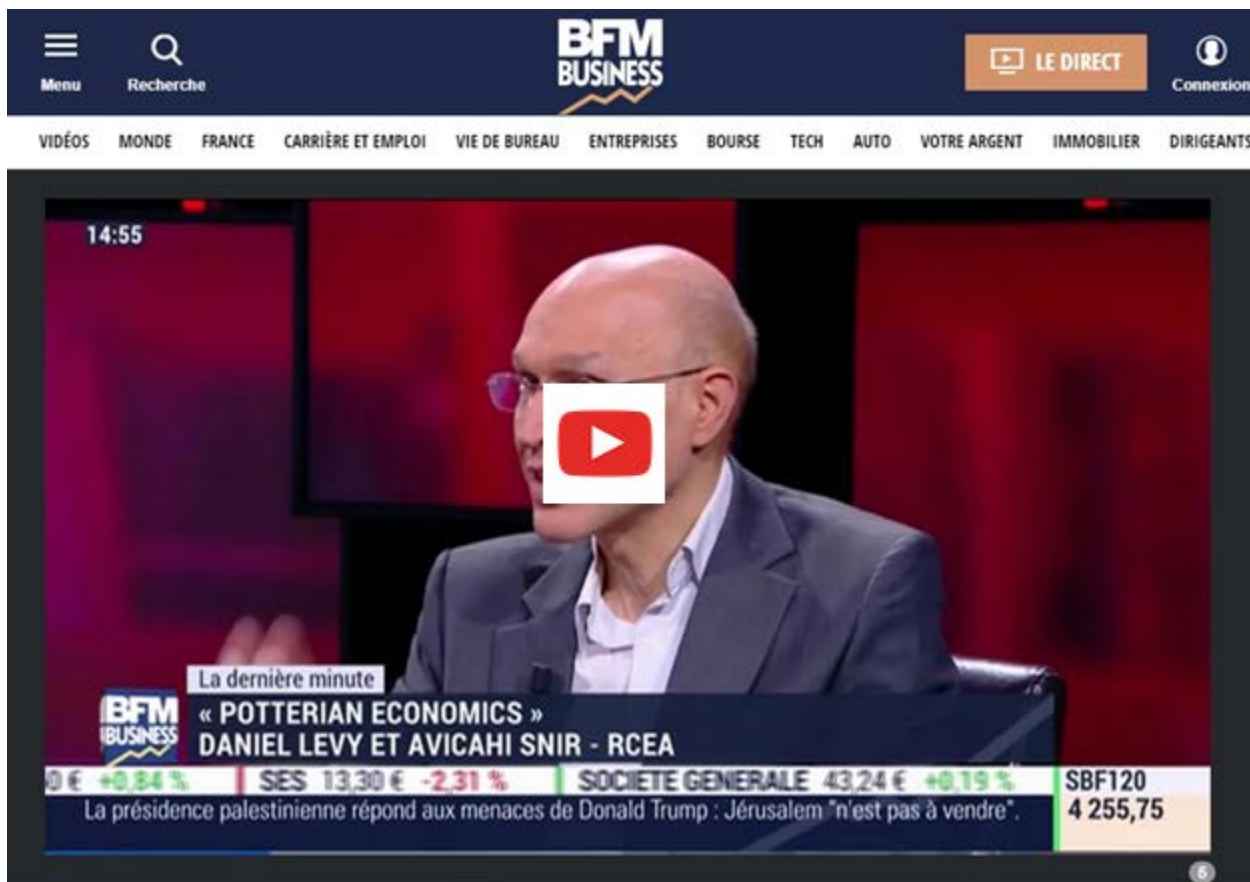 Menu
Recherche
BFM
BUSINESS
LE DIRECT
Connexion
VIDÉOS MONDE FRANCE CARRIÈRE ET EMPLOI VIE DE BUREAU ENTREPRISES BOURSE TECH AUTO VOTRE ARGENT IMMOBILIER DIRIGEANTS
14:55
La dernière minute
BFM
BUSINESS
« POTTERIAN ECONOMICS »
DANIEL LEVY ET AVICAHI SNIR - RCEA
0 € +0,84 % SES 13,30 € -2,31 % SOCIETE GENERALE 43,24 € +0,19 % SBF120
La présidence palestinienne répond aux menaces de Donald Trump : Jérusalem "n'est pas à vendre". 4 255,75
5